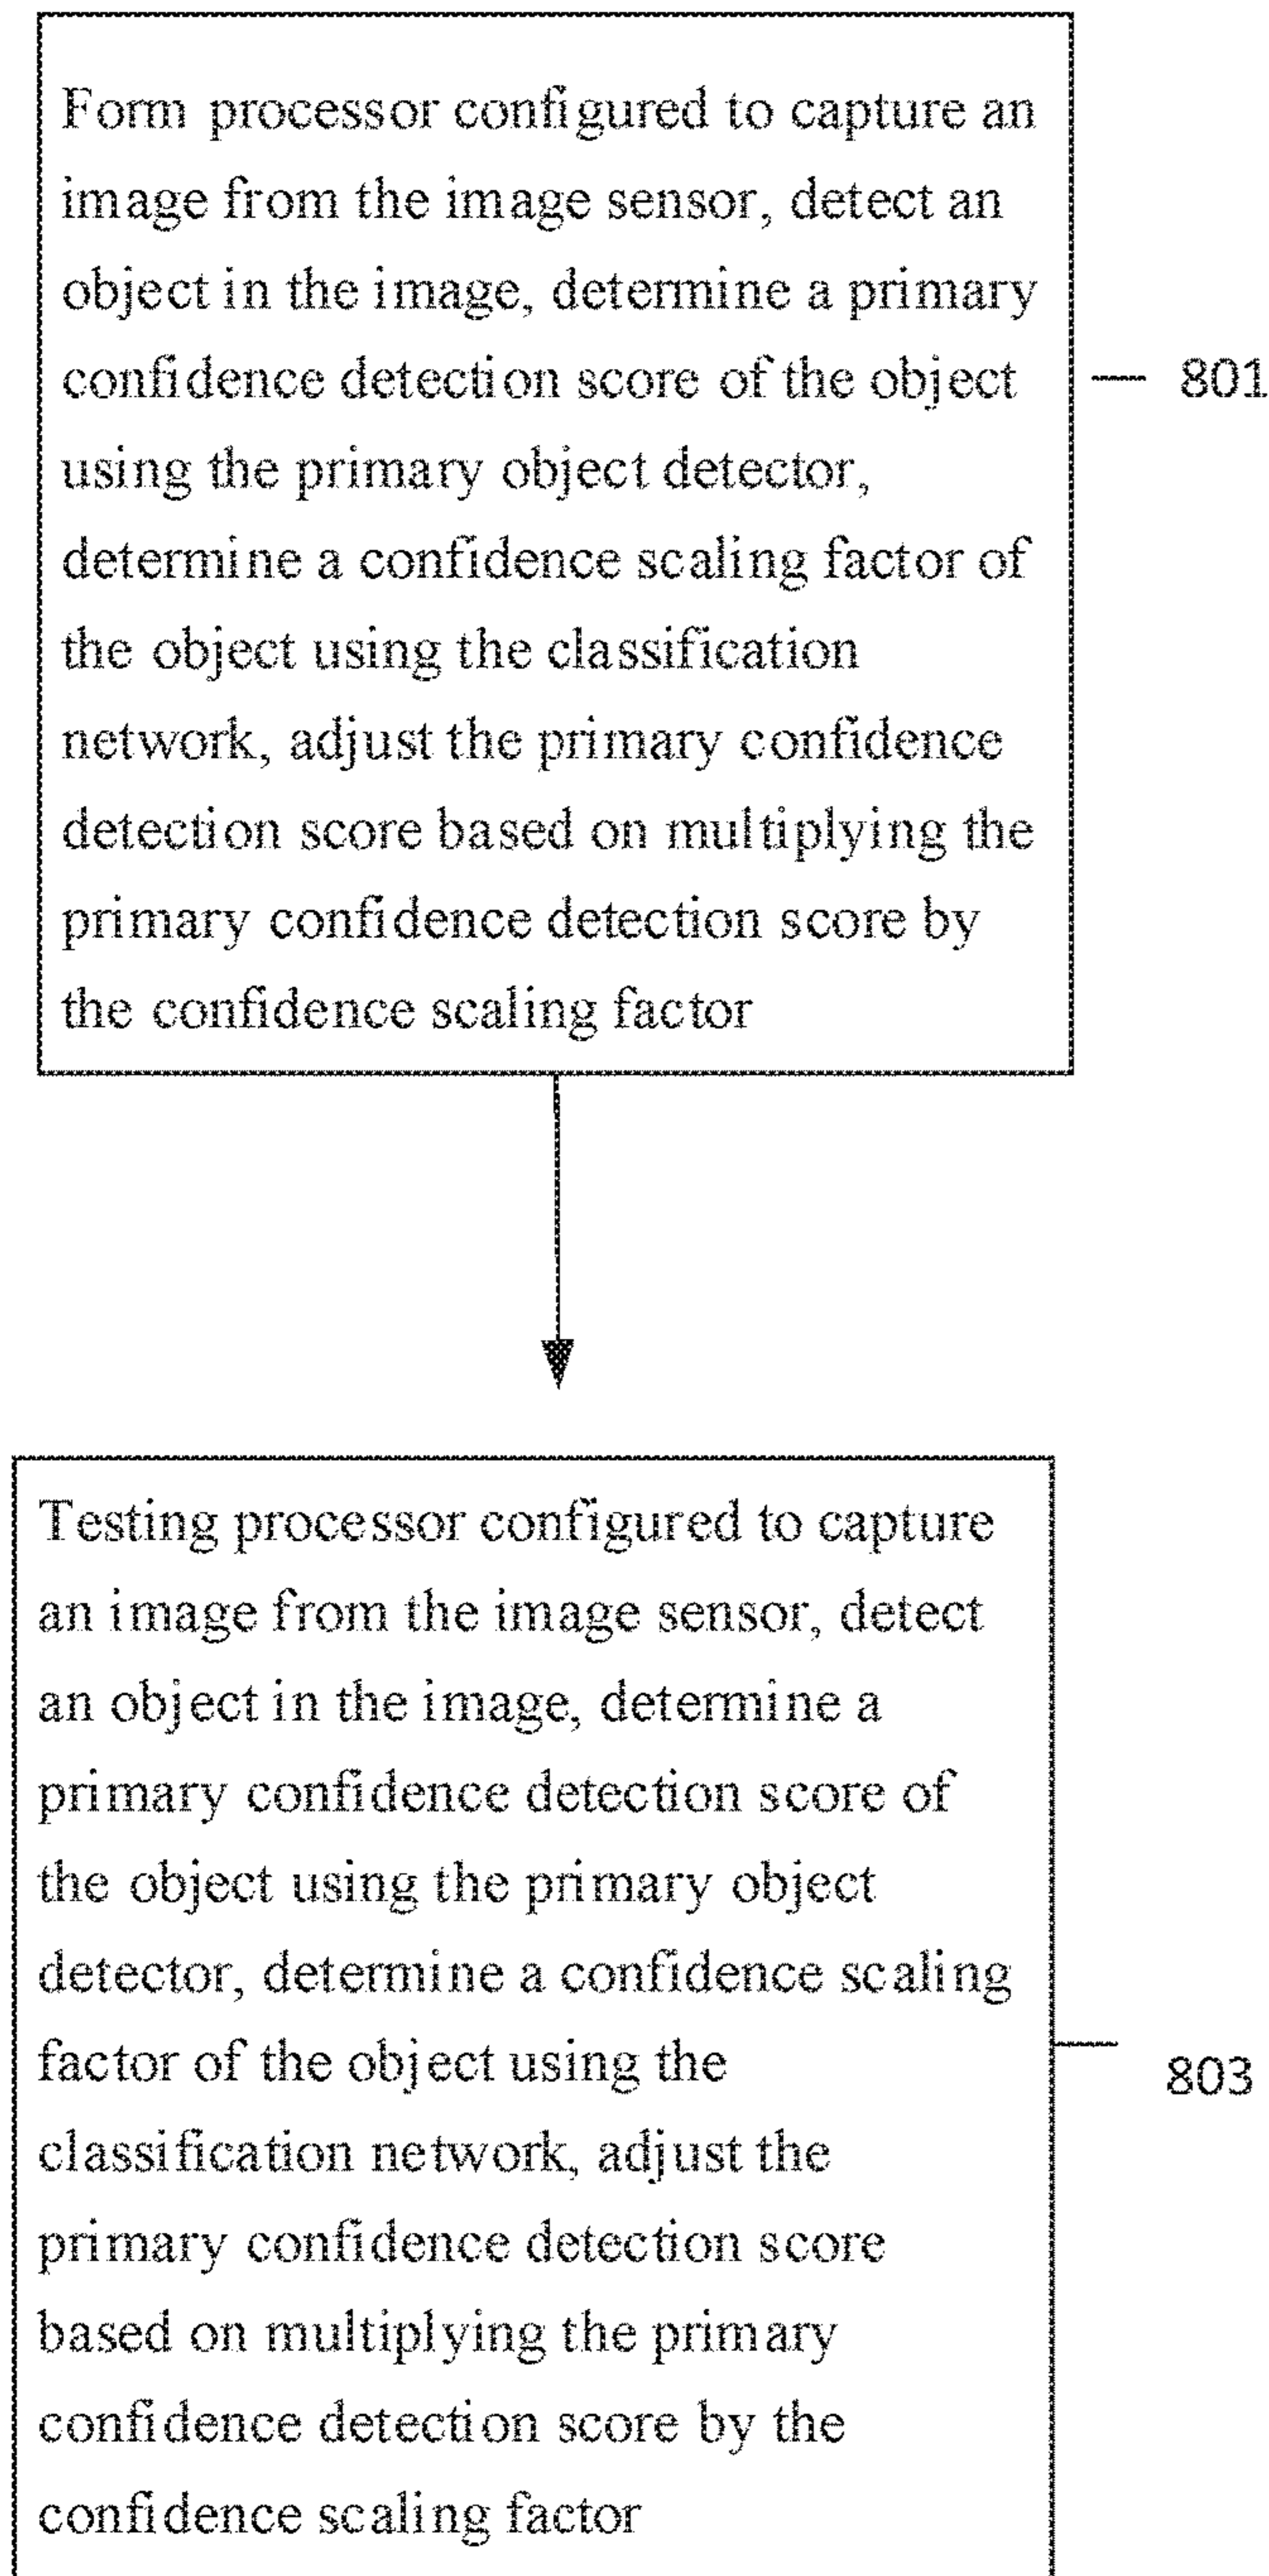 Form processor configured to capture an
image from the image sensor, detect an
object in the image, determine a primary
confidence detection score of the object
using the primary object detector,
determine a confidence scaling factor of
the object using the classification
network, adjust the primary confidence
detection score based on multiplying the
primary confidence detection score by
the confidence scaling factor
801
Testing processor configured to capture
an image from the image sensor, detect
an object in the image, determine a
primary confidence detection score of
the object using the primary object
detector, determine a confidence scaling
factor of the object using the
classification network, adjust the
primary confidence detection score
based on multiplying the primary
confidence detection score by the
confidence scaling factor
803